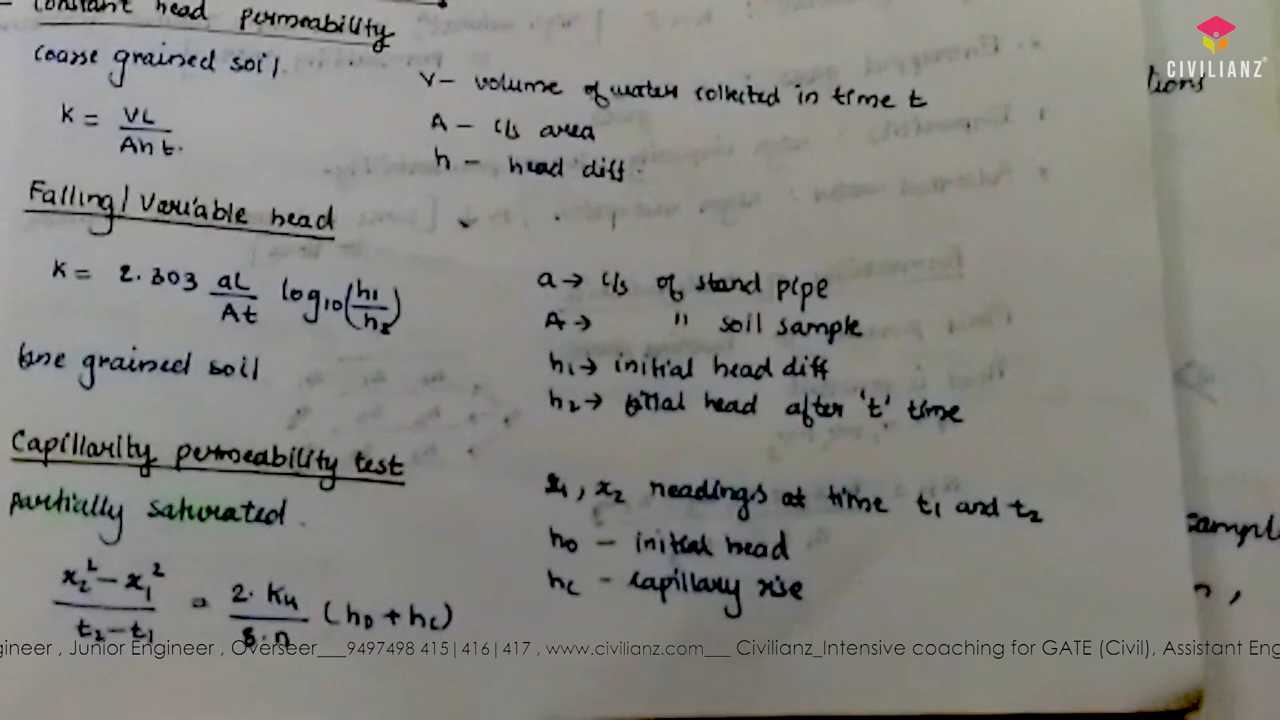 Constant head permeability
coarse grained soil.
K = VL / Aht.
V - volume of water collected in time t
A - c/s area
h - head diff.
tions
Falling/Variable head
K = 2.303 aL / At log10(h1/h2)
fine grained soil
a → c/s of stand pipe
A → " soil sample
h1 → initial head diff
h2 → final head after 't' time
Capillarity permeability test
partially saturated.
x2² - x1² / t2 - t1 = 2.Ku / S.n (h0 + hc)
x1, x2 readings at time t1 and t2
h0 - initial head
hc - capillary rise
sampl
n,
CIVILIANZ®
gineer , Junior Engineer , Overseer___9497498 415|416|417 , www.civilianz.com___ Civilianz_Intensive coaching for GATE (Civil), Assistant Eng